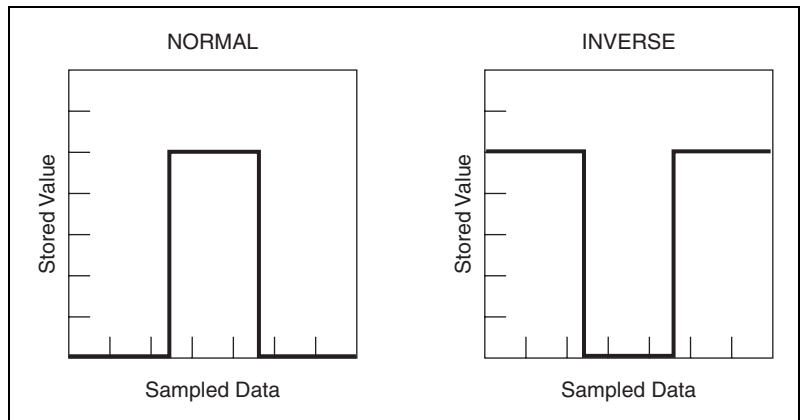 NORMAL
INVERSE
Stored Value
Stored Value
Sampled Data
Sampled Data